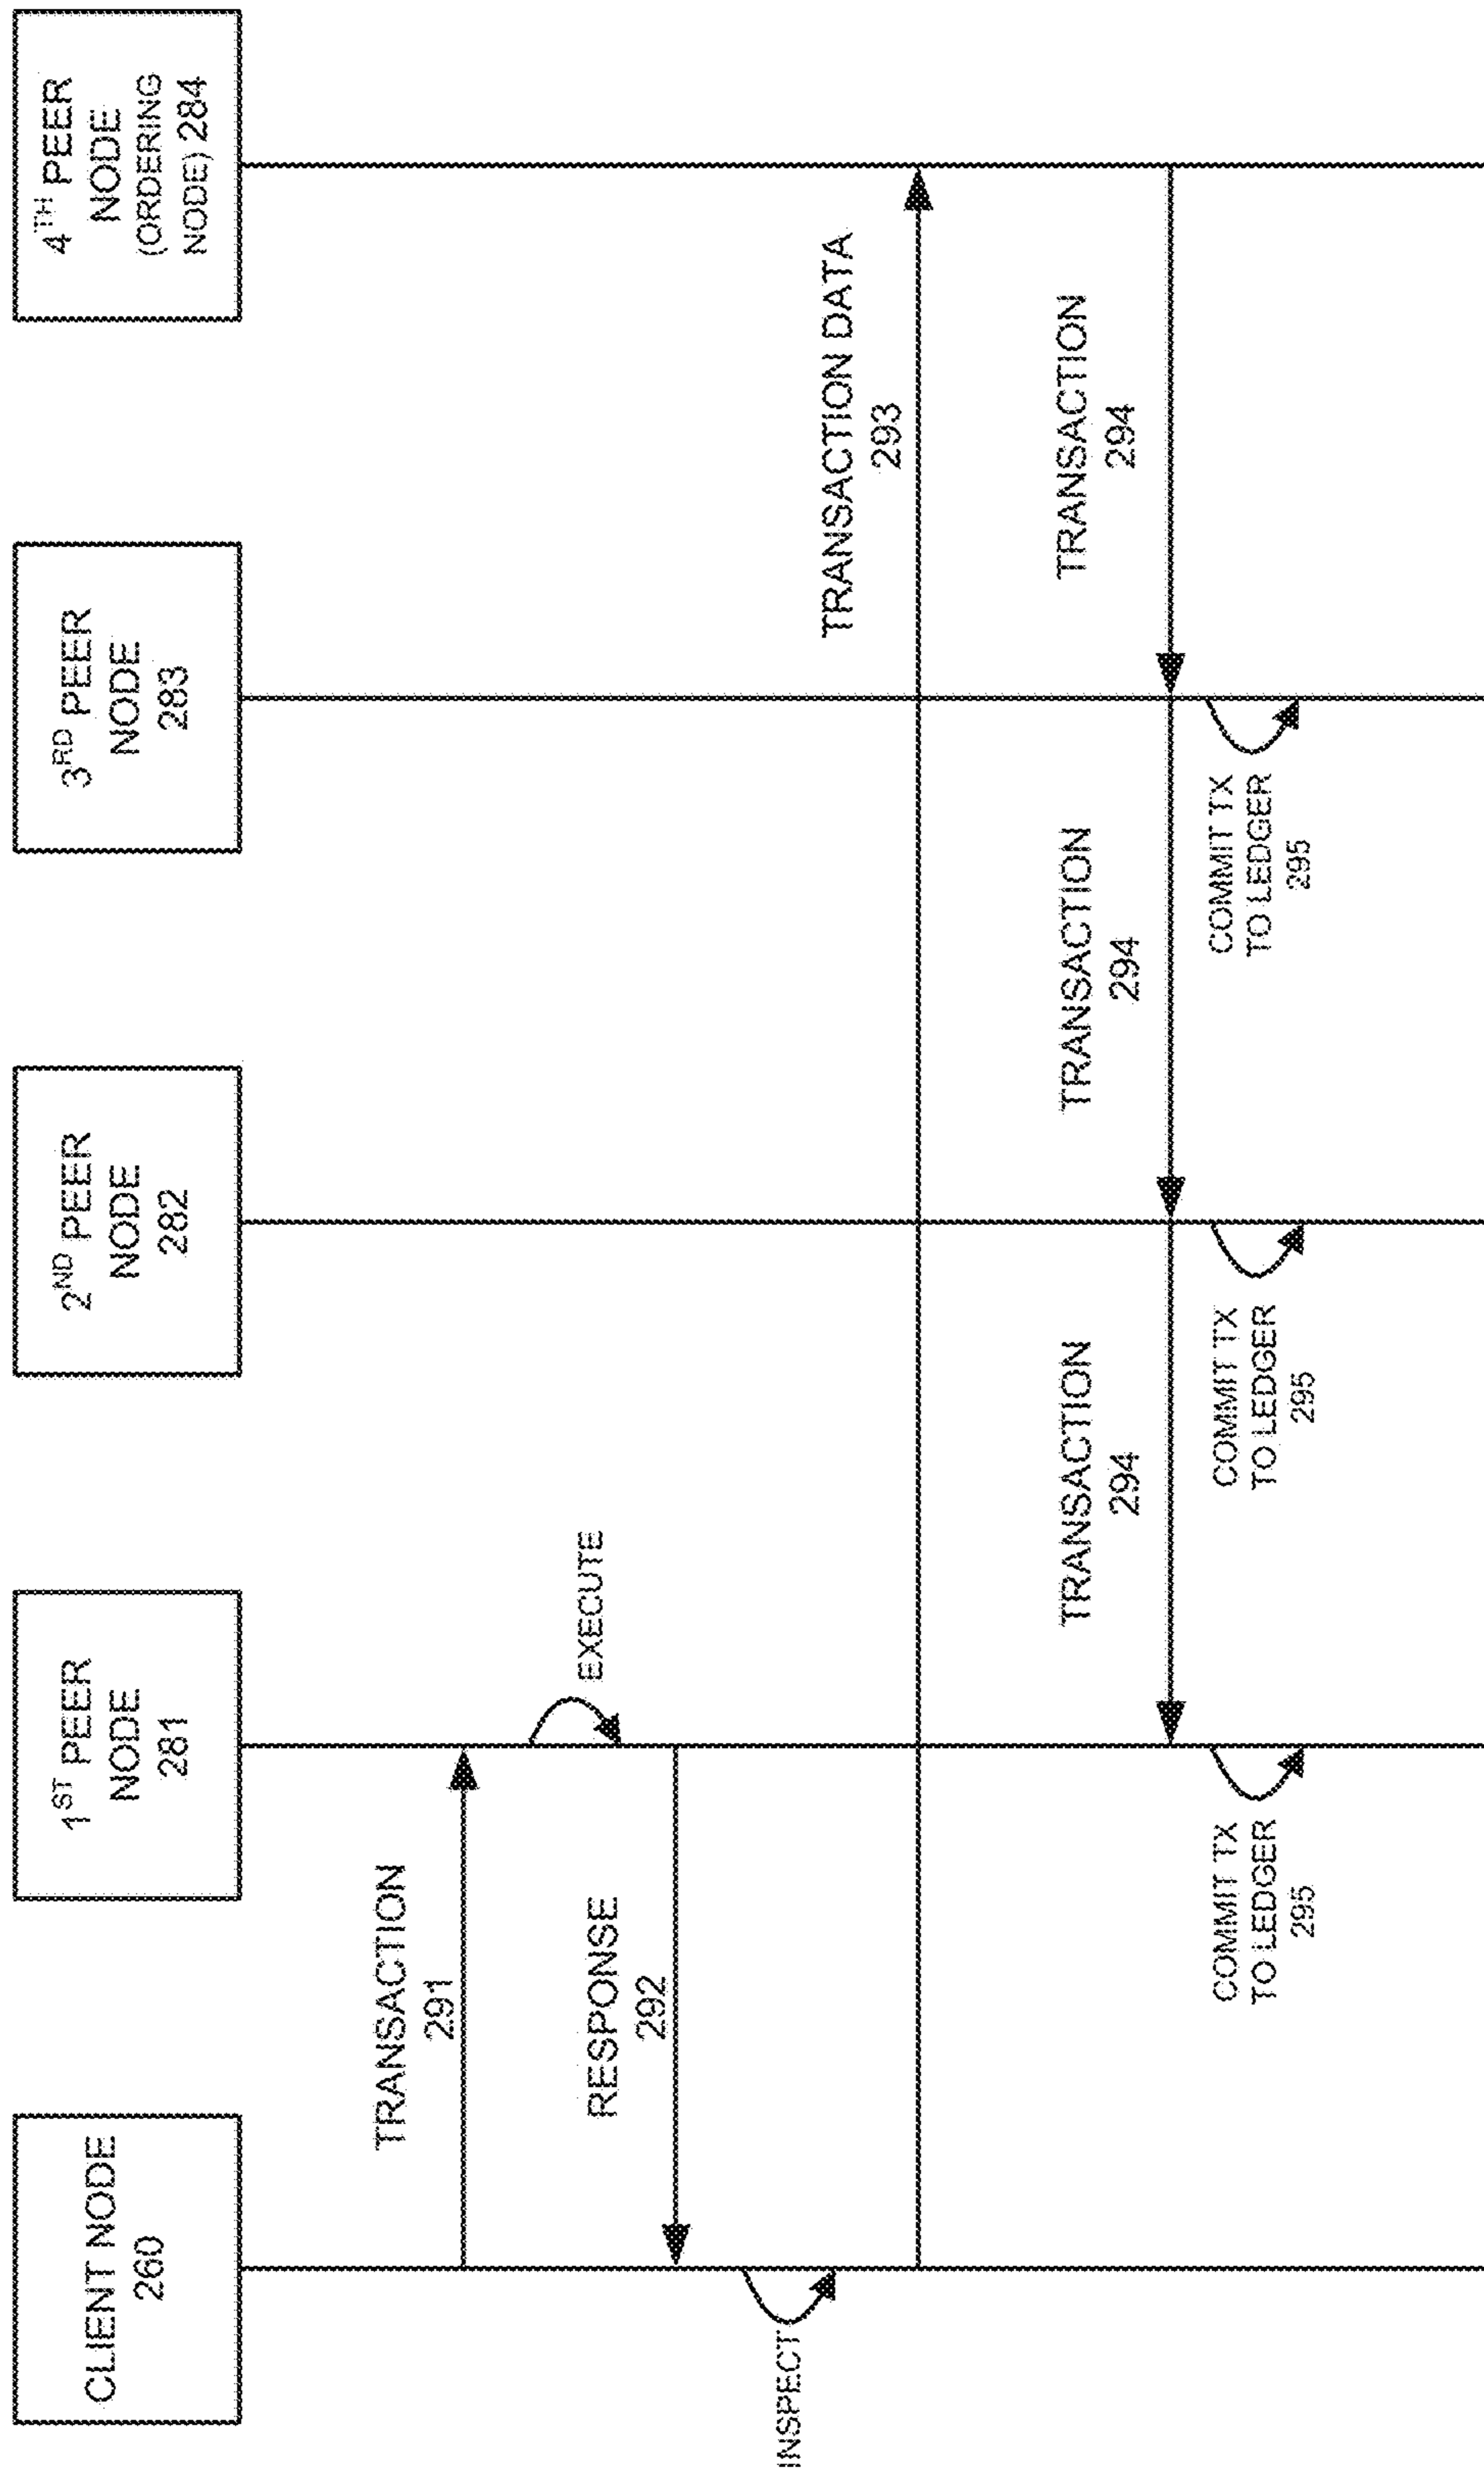 CLIENT NODE
260
1ST PEER
NODE
281
2ND PEER
NODE
282
3RD PEER
NODE
283
4TH PEER
NODE
(ORDERING
NODE) 284
TRANSACTION
291
EXECUTE
RESPONSE
292
INSPECT
TRANSACTION DATA
293
TRANSACTION
294
TRANSACTION
294
TRANSACTION
294
COMMIT TX
TO LEDGER
295
COMMIT TX
TO LEDGER
295
COMMIT TX
TO LEDGER
295